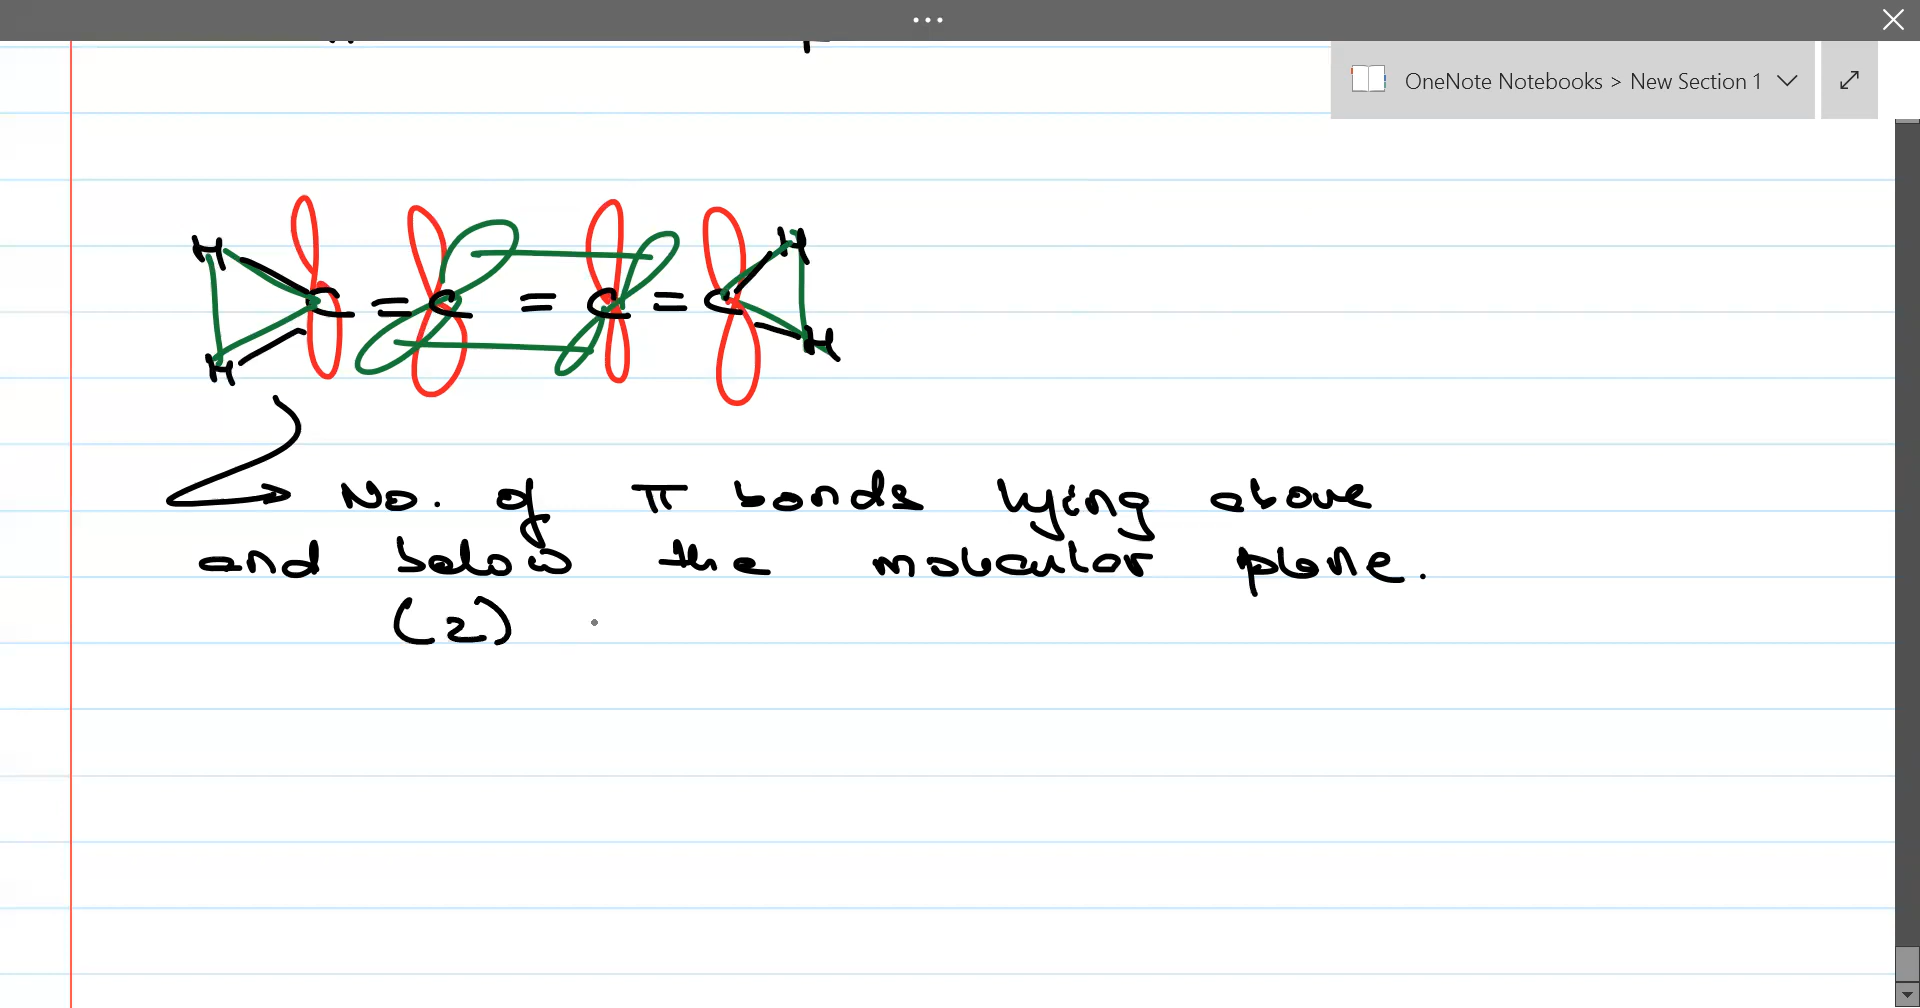 OneNote Notebooks > New Section 1
H H
C = C = C = C
H H
No. of π bonds lying above
and below the molecular plane.
(2)